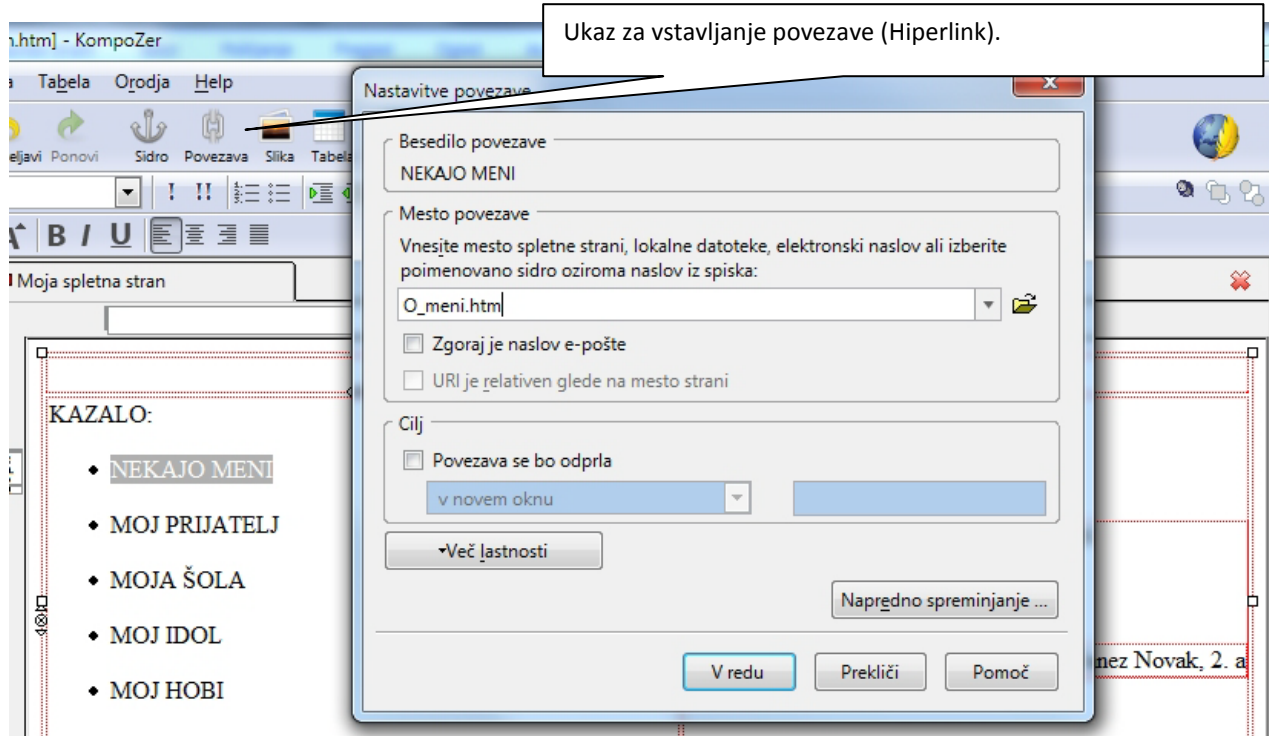 Ukaz za vstavljanje povezave (Hiperlink).
.htm] - KompoZer
Tabela Orodja Help
Nastavitve povezave
Ponovi Sidro Povezava Slika Tabela
Besedilo povezave
NEKAJO MENI
Mesto povezave
Vnesite mesto spletne strani, lokalne datoteke, elektronski naslov ali izberite
poimenovano sidro oziroma naslov iz spiska:
B I U
Moja spletna stran
O_meni.htm
Zgoraj je naslov e-pošte
URI je relativen glede na mesto strani
KAZALO:
Cilj
Povezava se bo odprla
v novem oknu
NEKAJO MENI
MOJ PRIJATELJ
MOJA ŠOLA
MOJ IDOL
MOJ HOBI
Več lastnosti
Napredno spreminjanje ...
V redu Prekliči Pomoč
nez Novak, 2. a